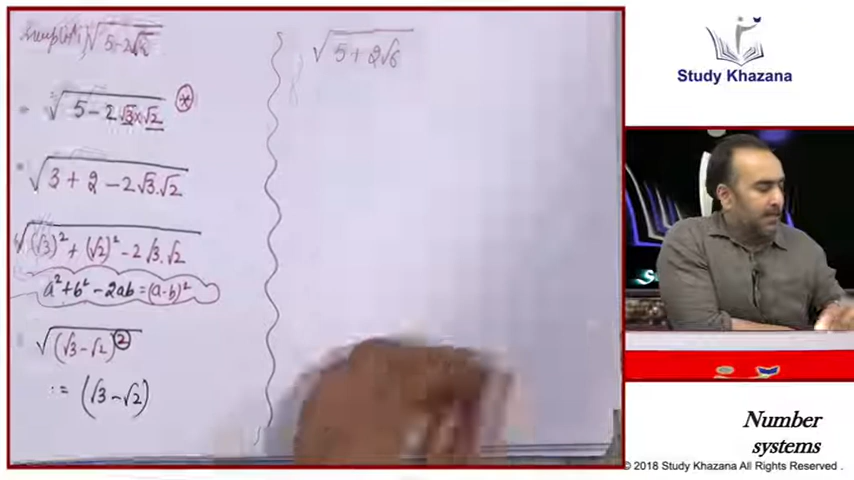 √5-2√6
√5-2√3×√2 *
√3+2-2√3.√2
√(√3)²+(√2)²-2√3.√2
a²+b²-2ab=(a-b)²
√(√3-√2)²
∴ = (√3-√2)
√5+2√6
Study Khazana
Number
systems
© 2018 Study Khazana All Rights Reserved .